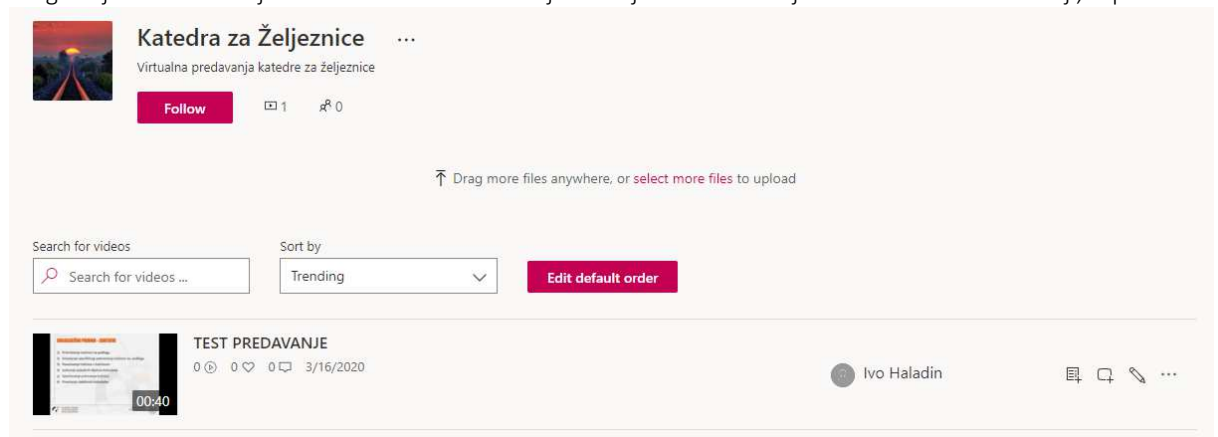 Katedra za Željeznice ...
Virtualna predavanja katedre za željeznice
Follow 1 0
Drag more files anywhere, or select more files to upload
Search for videos Sort by
Search for videos ... Trending Edit default order
TEST PREDAVANJE
0 0 0 3/16/2020
Ivo Haladin ...
00:40